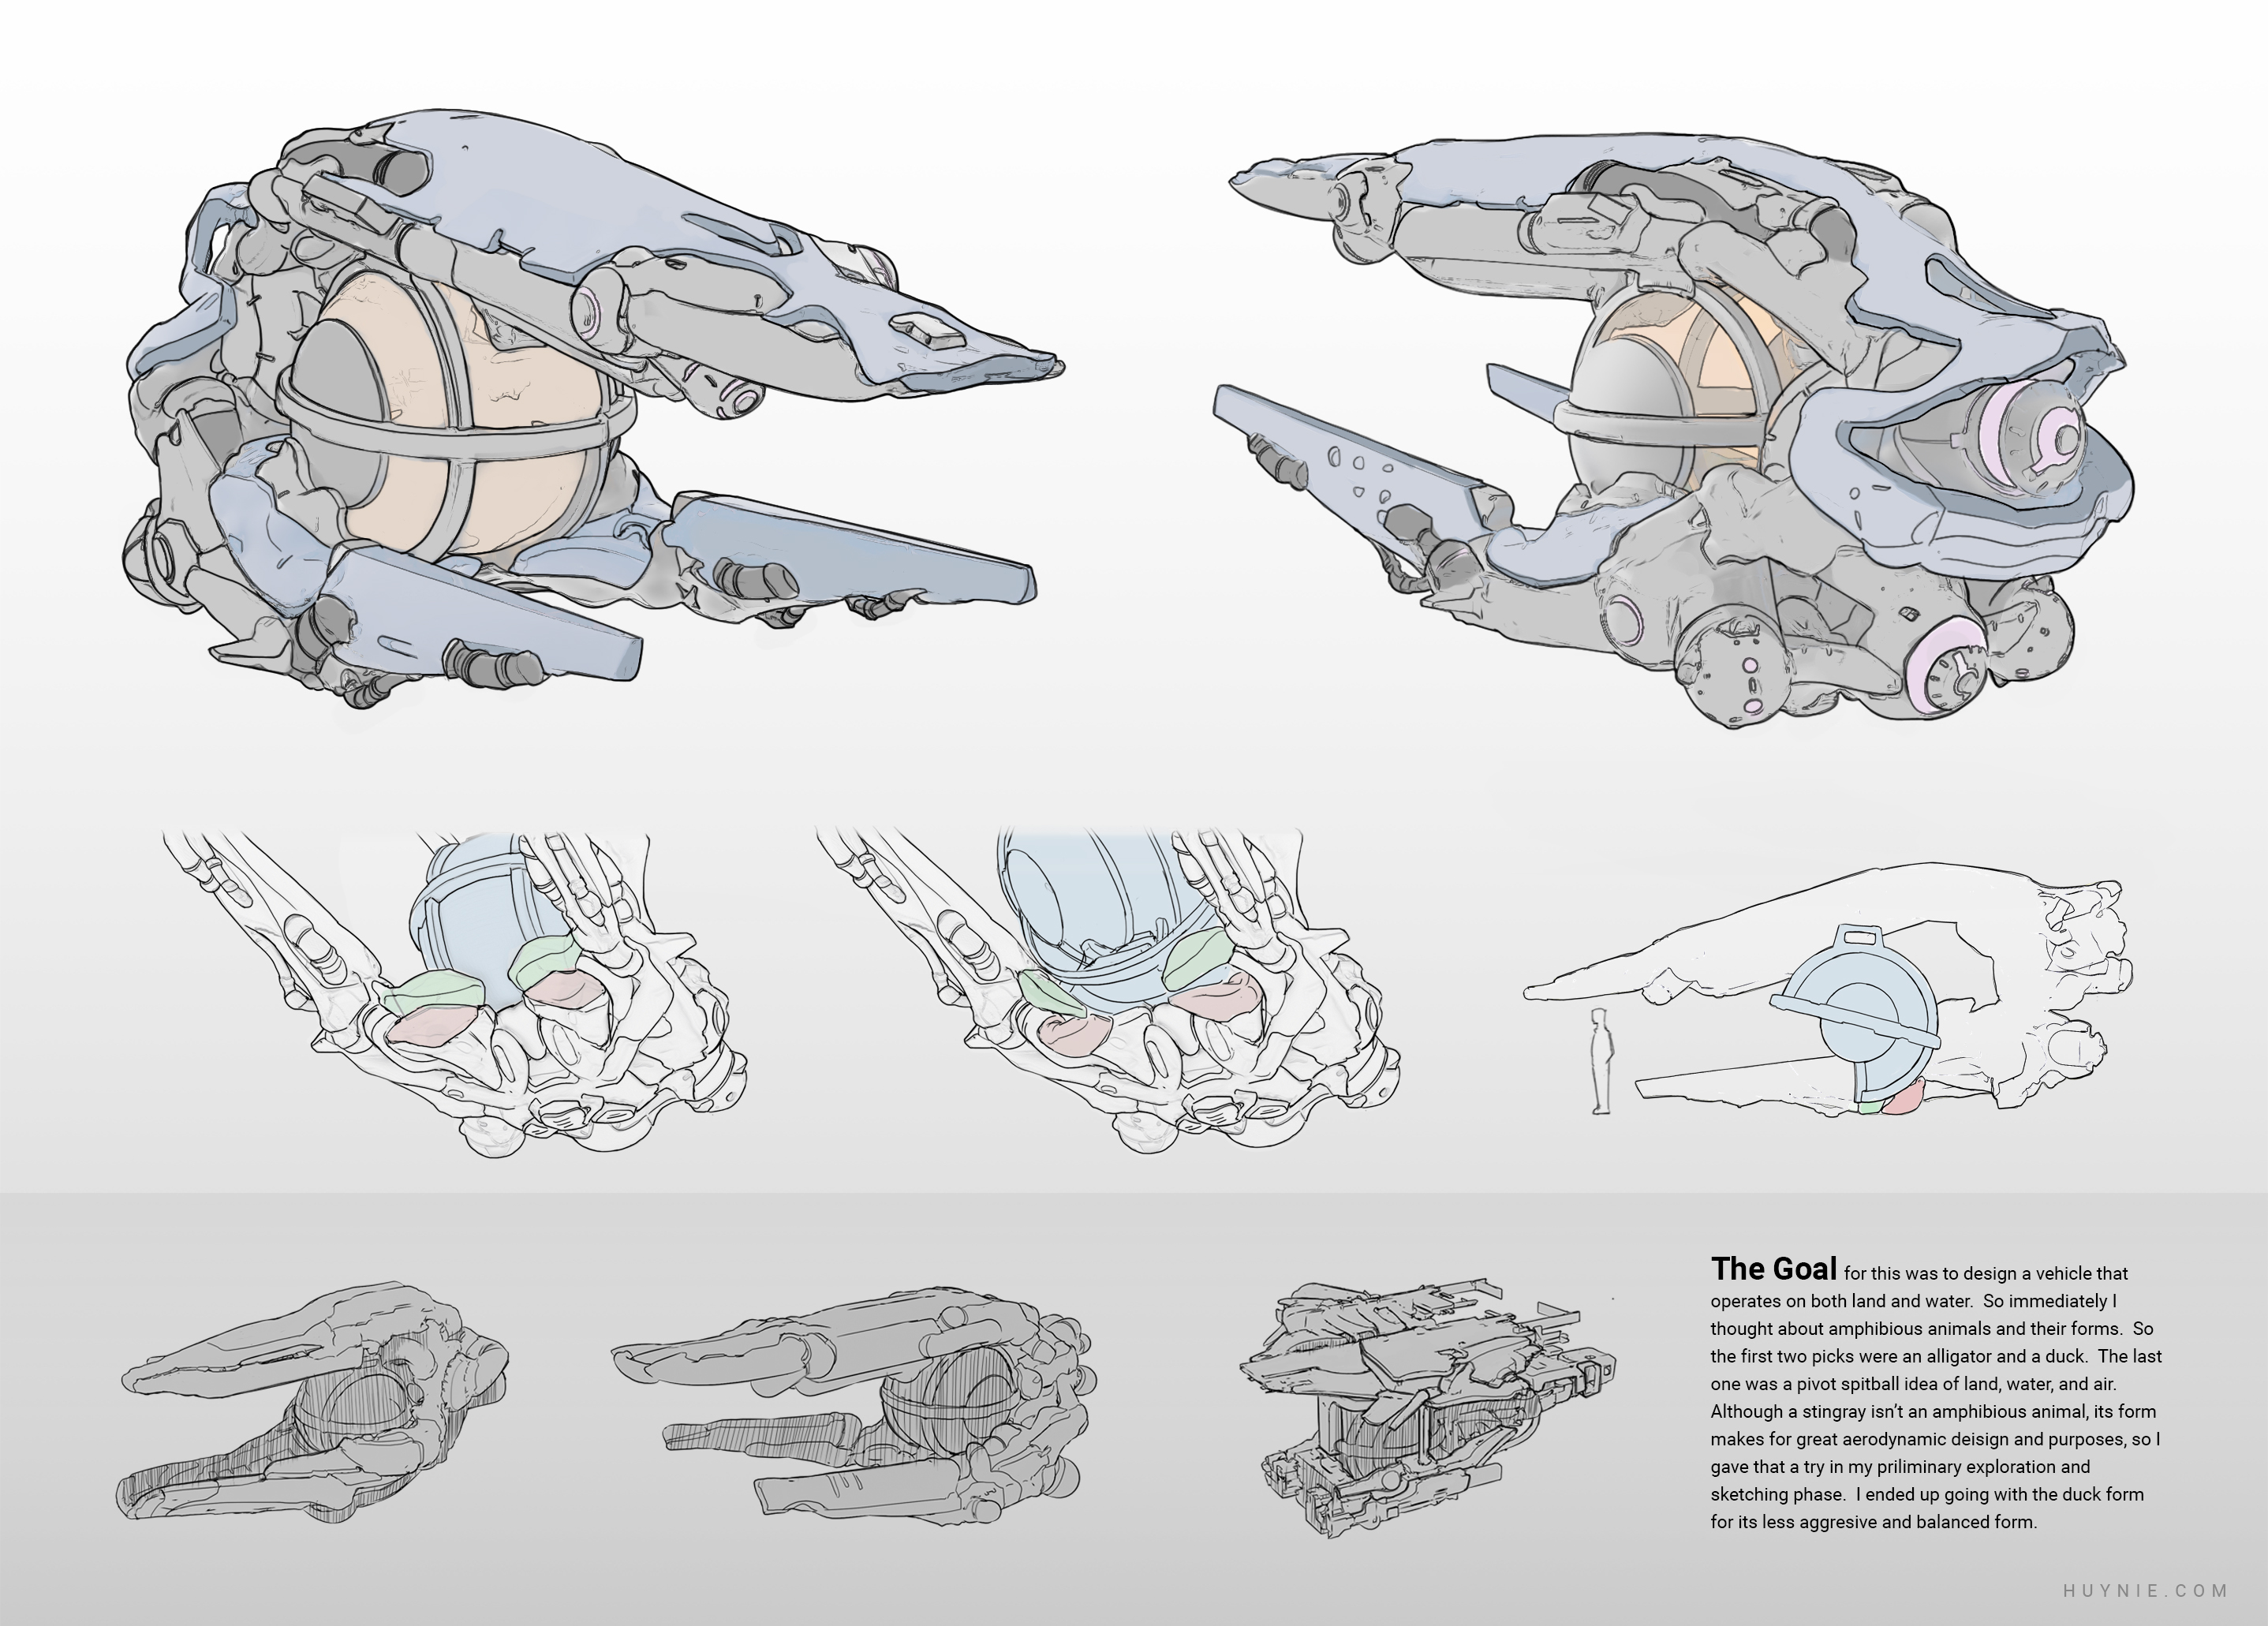 The Goal for this was to design a vehicle that
operates on both land and water.  So immediately I
thought about amphibious animals and their forms.  So
the first two picks were an alligator and a duck.  The last
one was a pivot spitball idea of land, water, and air.
Although a stingray isn’t an amphibious animal, its form
makes for great aerodynamic deisign and purposes, so I
gave that a try in my priliminary exploration and
sketching phase.  I ended up going with the duck form
for its less aggresive and balanced form.
HUYNIE.COM